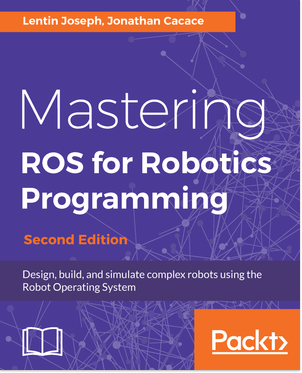 Lentin Joseph, Jonathan Cacace
Mastering
ROS for Robotics
Programming
Second Edition
Design, build, and simulate complex robots using the
Robot Operating System
Packt>